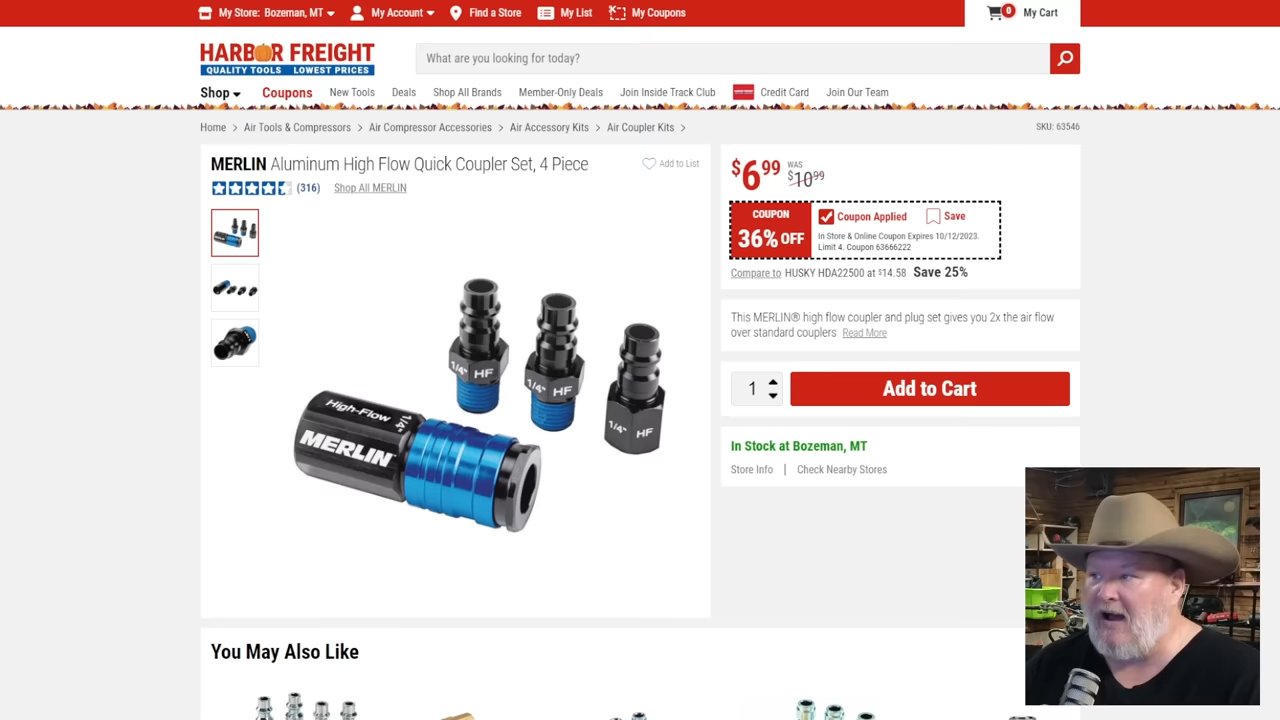 My Store: Bozeman, MT
My Account
Find a Store
My List
My Coupons
0
My Cart
HARBOR FREIGHT
QUALITY TOOLS LOWEST PRICES
What are you looking for today?
Shop
Coupons
New Tools
Deals
Shop All Brands
Member-Only Deals
Join Inside Track Club
Credit Card
Join Our Team
Home > Air Tools & Compressors > Air Compressor Accessories > Air Accessory Kits > Air Coupler Kits >
SKU: 63546
MERLIN Aluminum High Flow Quick Coupler Set, 4 Piece
Add to List
(316)
Shop All MERLIN
1/4" HF
1/4" HF
1/4" HF
High-Flow 1/4"
MERLIN
$6 99
WAS
$10 99
COUPON
36% OFF
Coupon Applied
Save
In Store & Online Coupon Expires 10/12/2023.
Limit 4. Coupon 63666222
Compare to HUSKY HDA22500 at $14.58 Save 25%
This MERLIN® high flow coupler and plug set gives you 2x the air flow
over standard couplers Read More
1
Add to Cart
In Stock at Bozeman, MT
Store Info | Check Nearby Stores
You May Also Like